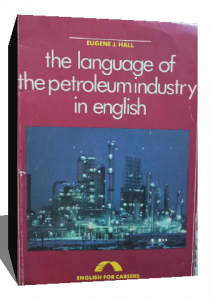 EUGENE J. HALL
the language of
the petroleum industry
in english
ENGLISH FOR CAREERS